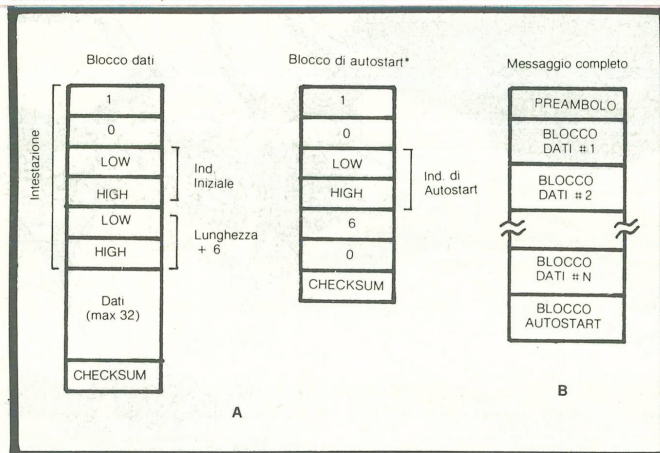 Blocco dati
Intestazione
1
0
LOW
HIGH
Ind.
Iniziale
LOW
HIGH
Lunghezza
+ 6
Dati
(max 32)
CHECKSUM
A
Blocco di autostart*
1
0
LOW
HIGH
Ind. di
Autostart
6
0
CHECKSUM
Messaggio completo
PREAMBOLO
BLOCCO
DATI # 1
BLOCCO
DATI # 2
BLOCCO
DATI # N
BLOCCO
AUTOSTART
B